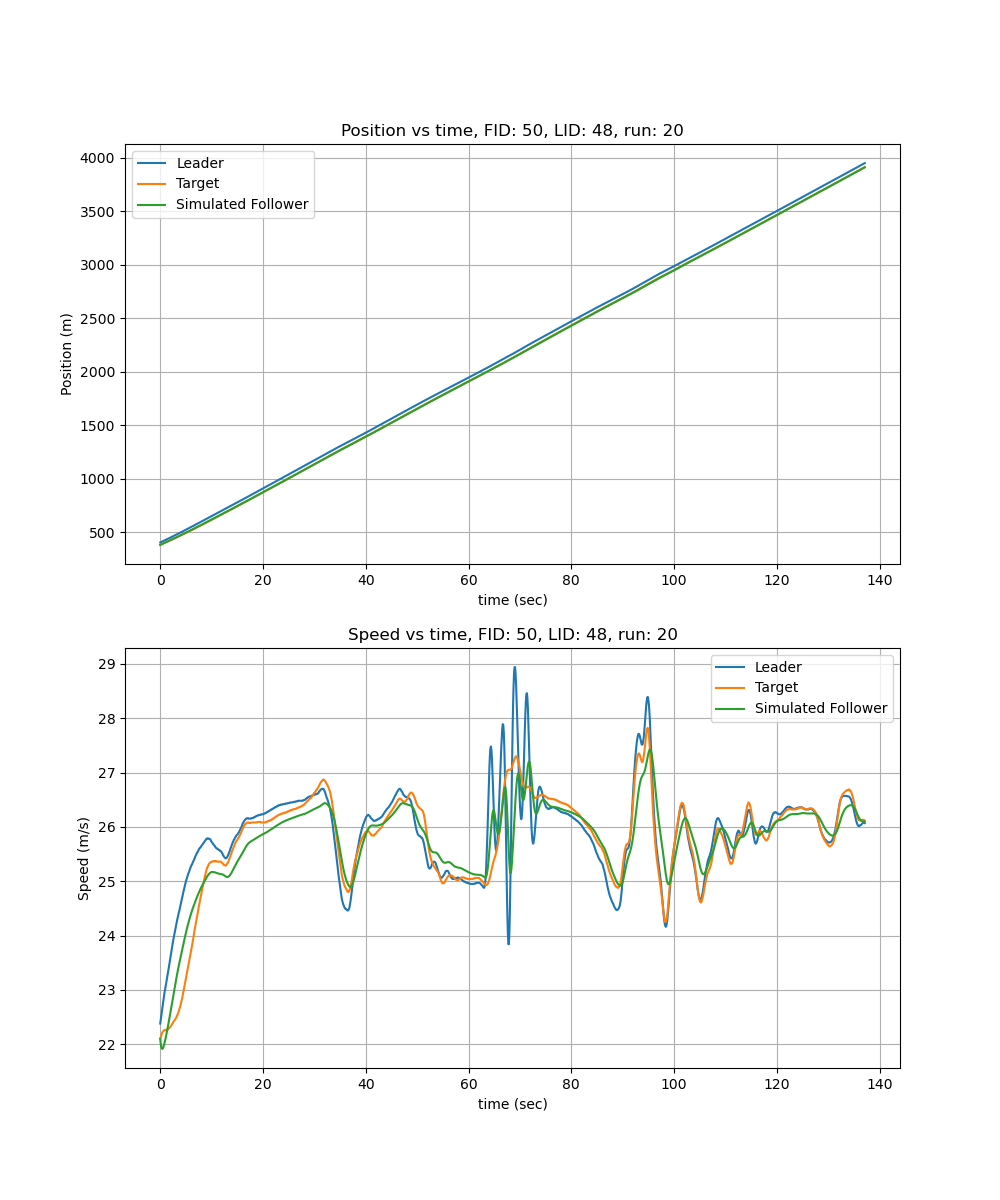 Position vs time, FID: 50, LID: 48, run: 20
Leader
Target
Simulated Follower
Position (m)
4000
3500
3000
2500
2000
1500
1000
500
0 20 40 60 80 100 120 140
time (sec)
Speed vs time, FID: 50, LID: 48, run: 20
Leader
Target
Simulated Follower
Speed (m/s)
29
28
27
26
25
24
23
22
0 20 40 60 80 100 120 140
time (sec)